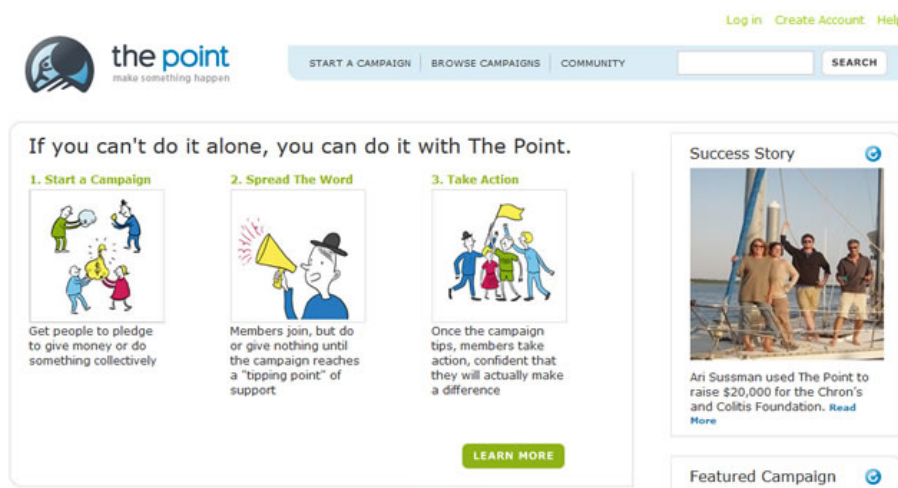 Log in Create Account Help
the point
make something happen
START A CAMPAIGN BROWSE CAMPAIGNS COMMUNITY SEARCH
If you can't do it alone, you can do it with The Point.
1. Start a Campaign
Get people to pledge
to give money or do
something collectively
2. Spread The Word
Members join, but do
or give nothing until
the campaign reaches
a "tipping point" of
support
3. Take Action
Once the campaign
tips, members take
action, confident that
they will actually make
a difference
LEARN MORE
Success Story
Ari Sussman used The Point to
raise $20,000 for the Chron's
and Colitis Foundation. Read
More
Featured Campaign